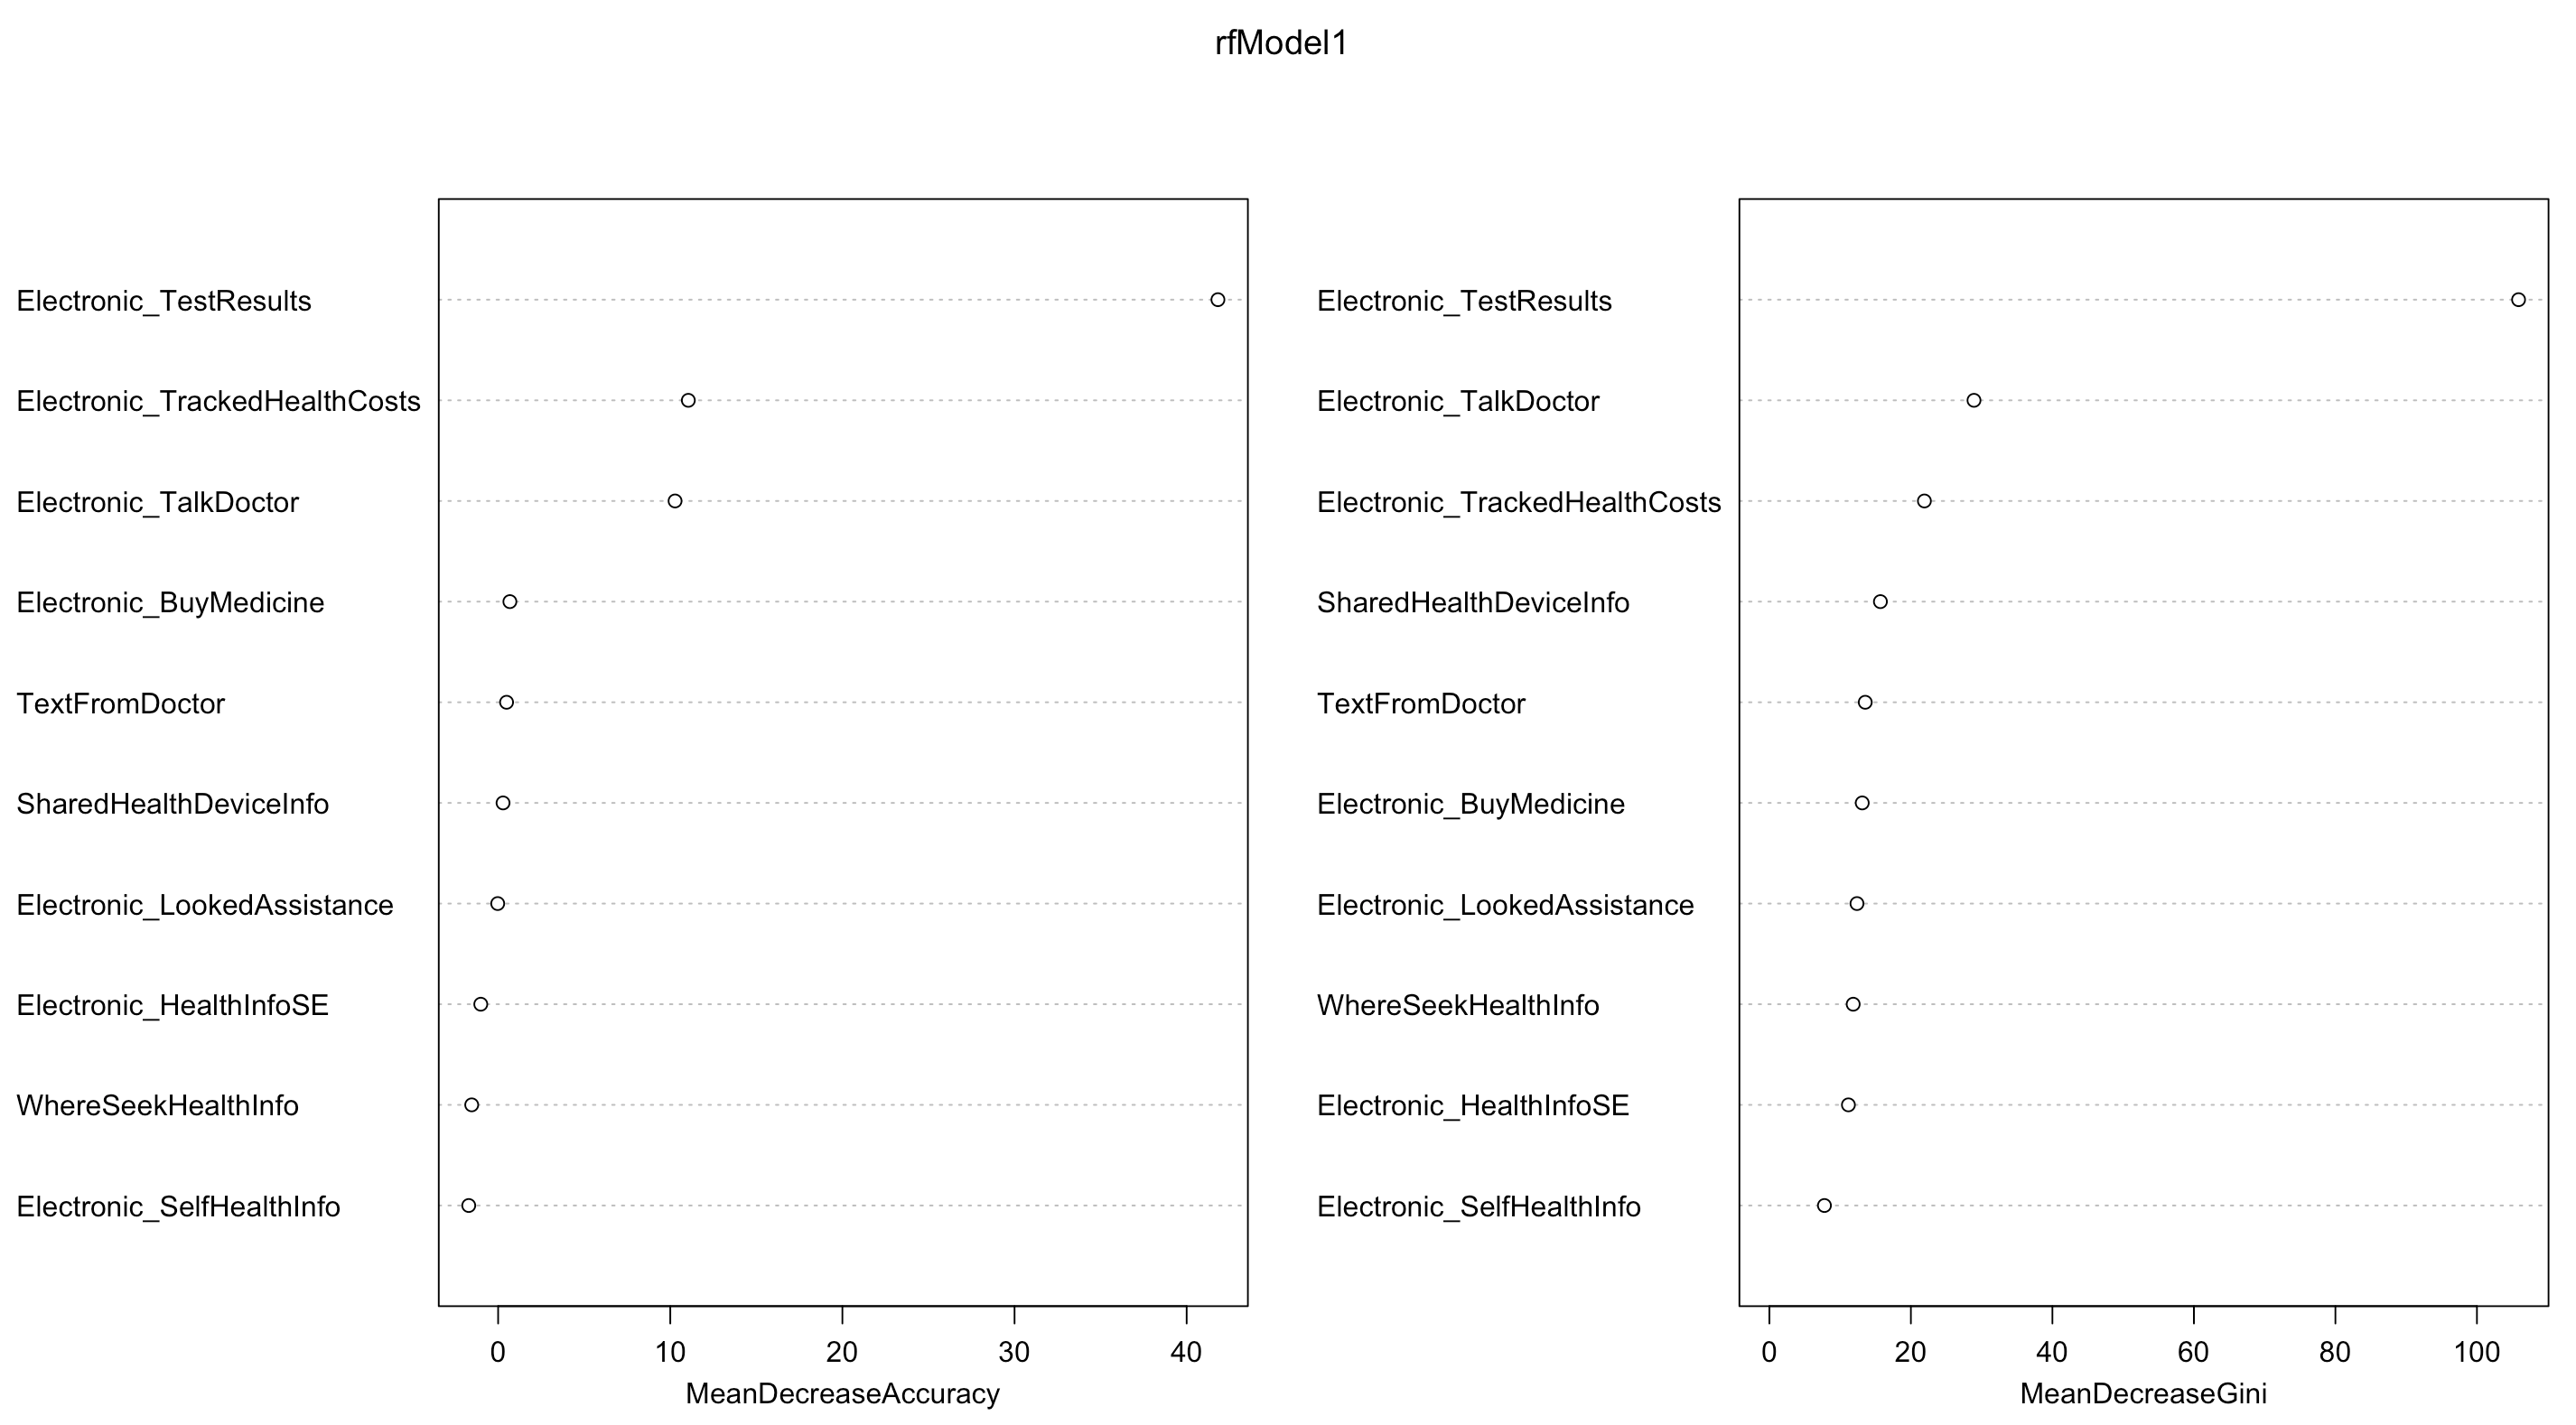 rfModel1
Electronic_TestResults
Electronic_TrackedHealthCosts
Electronic_TalkDoctor
Electronic_BuyMedicine
TextFromDoctor
SharedHealthDeviceInfo
Electronic_LookedAssistance
Electronic_HealthInfoSE
WhereSeekHealthInfo
Electronic_SelfHealthInfo
0 10 20 30 40
MeanDecreaseAccuracy
Electronic_TestResults
Electronic_TalkDoctor
Electronic_TrackedHealthCosts
SharedHealthDeviceInfo
TextFromDoctor
Electronic_BuyMedicine
Electronic_LookedAssistance
WhereSeekHealthInfo
Electronic_HealthInfoSE
Electronic_SelfHealthInfo
0 20 40 60 80 100
MeanDecreaseGini